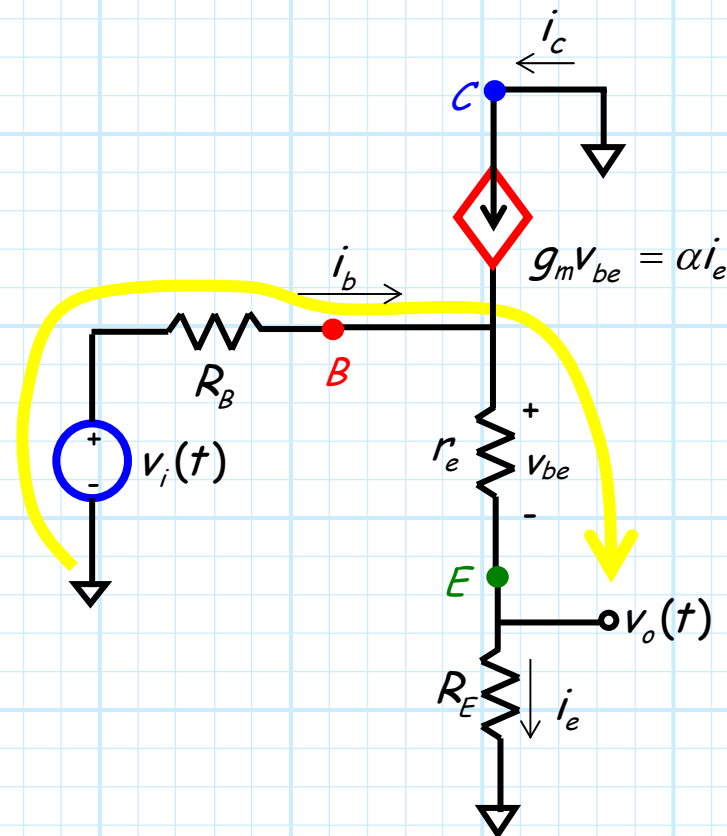 i_c
C
g_m v_be = αi_e
i_b
B
R_B
+
-
v_i(t)
+
r_e
v_be
-
E
v_o(t)
R_E
i_e